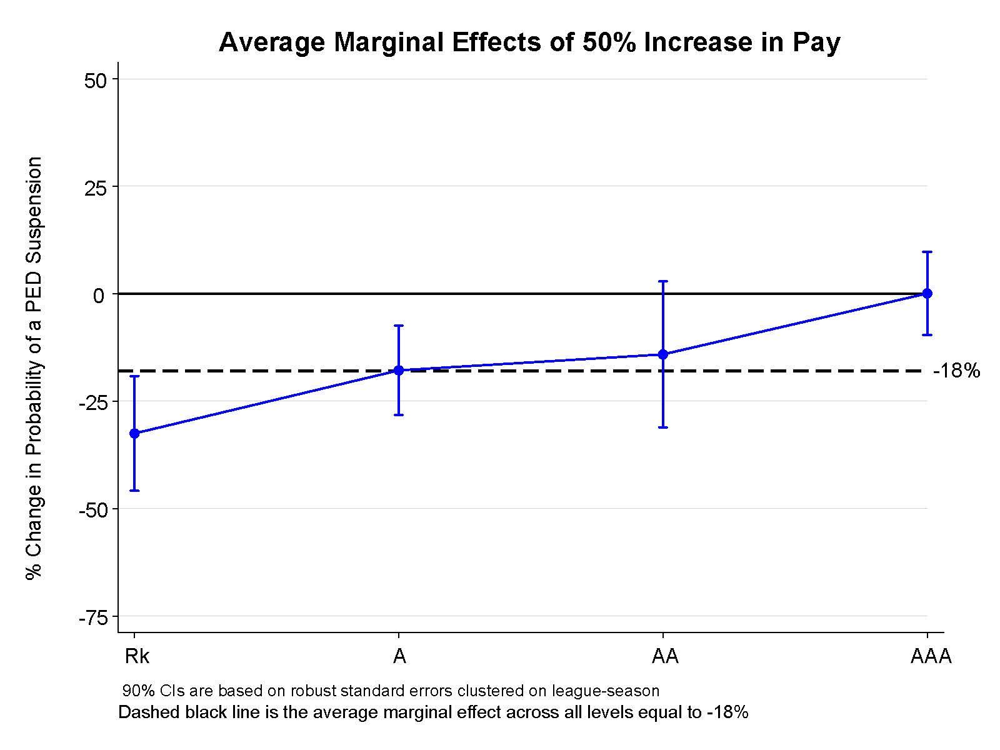 Average Marginal Effects of 50% Increase in Pay
% Change in Probability of a PED Suspension
50
25
0
-25
-50
-75
-18%
Rk
A
AA
AAA
90% CIs are based on robust standard errors clustered on league-season
Dashed black line is the average marginal effect across all levels equal to -18%